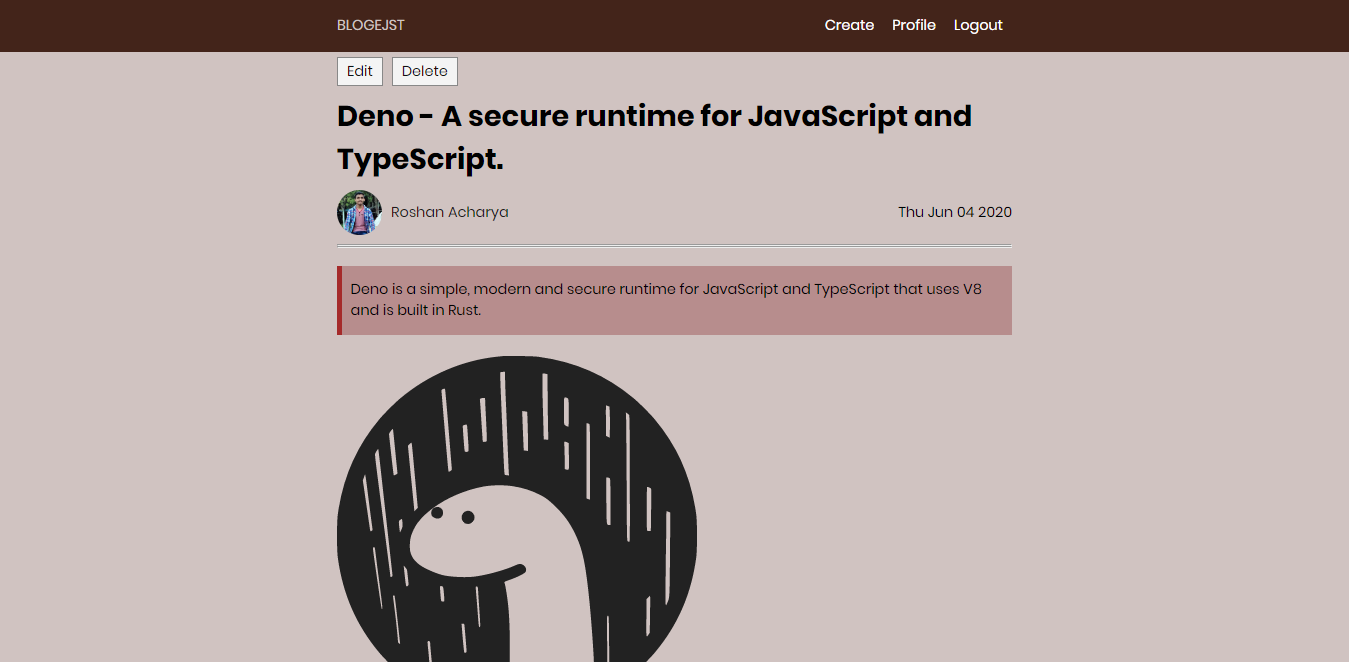 BLOGEJST
Create Profile Logout
Edit Delete
Deno - A secure runtime for JavaScript and
TypeScript.
Roshan Acharya
Thu Jun 04 2020
Deno is a simple, modern and secure runtime for JavaScript and TypeScript that uses V8
and is built in Rust.